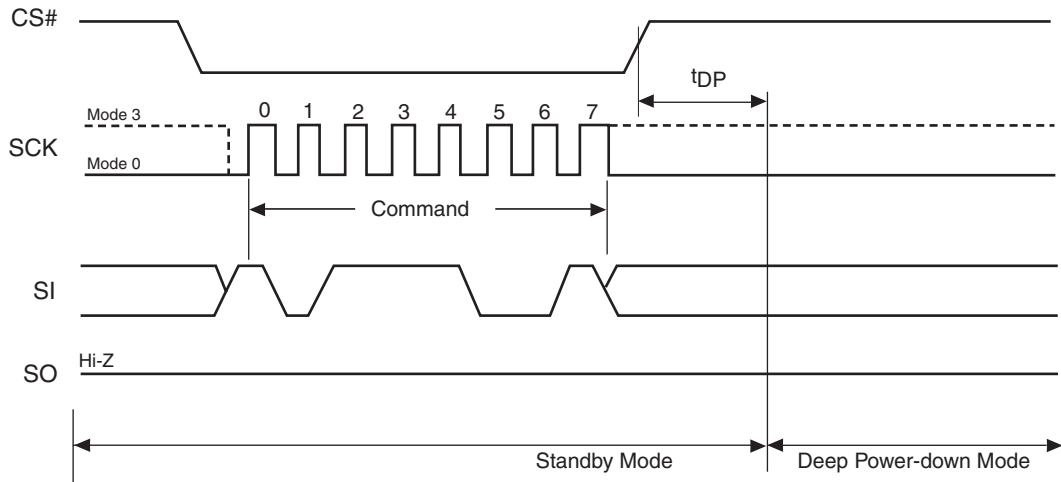 CS#
tDP
Mode 3
0 1 2 3 4 5 6 7
SCK
Mode 0
Command
SI
Hi-Z
SO
Standby Mode Deep Power-down Mode